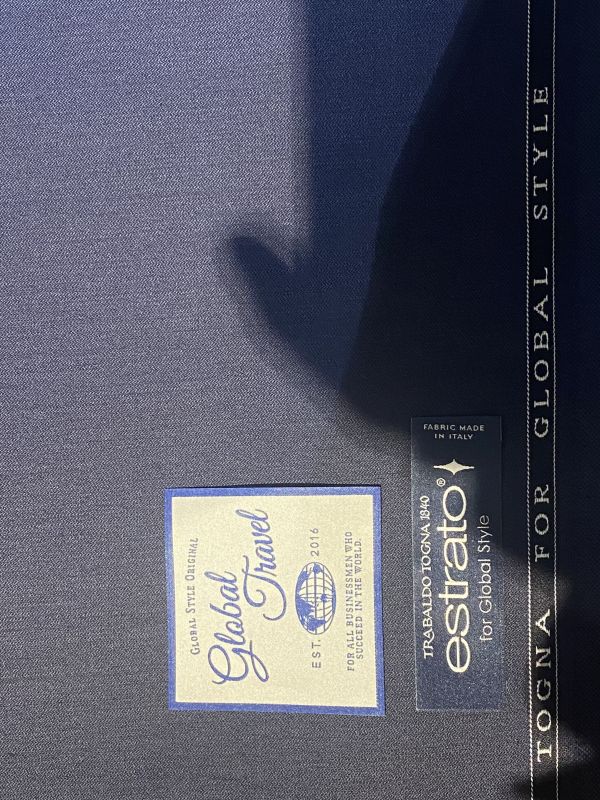 GLOBAL STYLE ORIGINAL
Global
Travel
EST. 2016
FOR ALL BUSINESSMEN WHO
SUCCEED IN THE WORLD.
FABRIC MADE
IN ITALY
TRABALDO TOGNA 1840
estrato®
for Global Style
TOGNA FOR GLOBAL STYLE